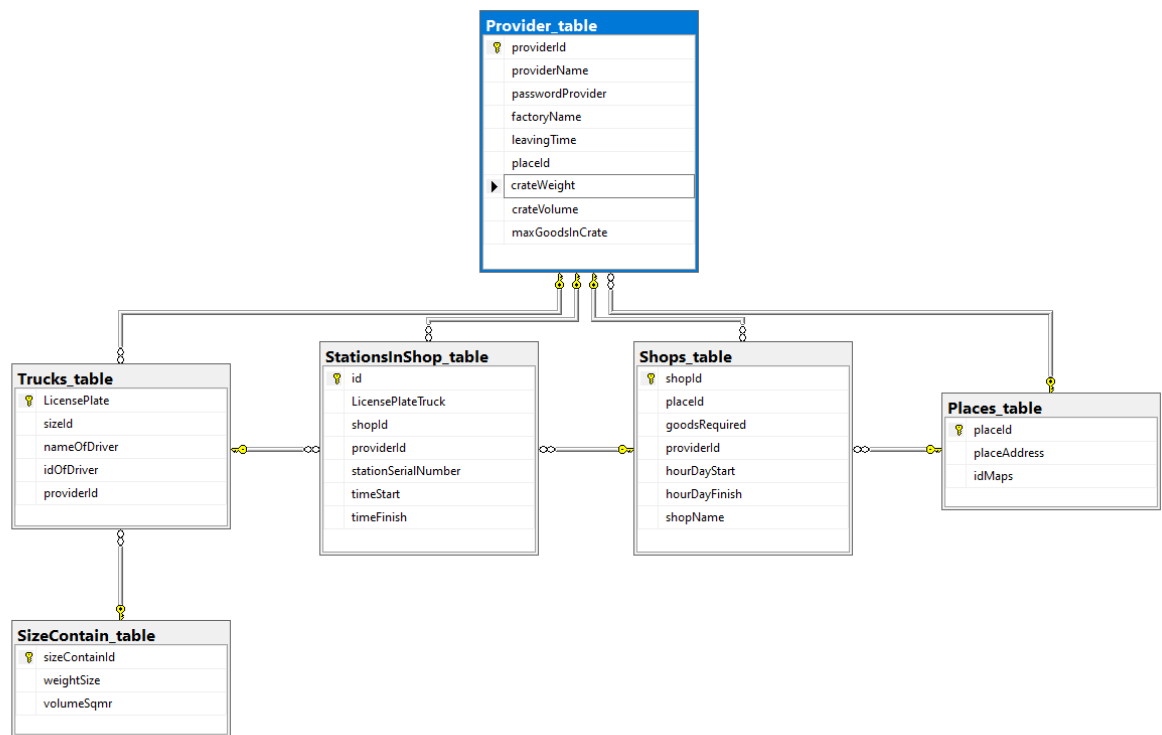 Provider_table
providerId
providerName
passwordProvider
factoryName
leavingTime
placeId
crateWeight
crateVolume
maxGoodsInCrate
Trucks_table
LicensePlate
sizeId
nameOfDriver
idOfDriver
providerId
StationsInShop_table
id
LicensePlateTruck
shopId
providerId
stationSerialNumber
timeStart
timeFinish
Shops_table
shopId
placeId
goodsRequired
providerId
hourDayStart
hourDayFinish
shopName
Places_table
placeId
placeAddress
idMaps
SizeContain_table
sizeContainId
weightSize
volumeSqmr